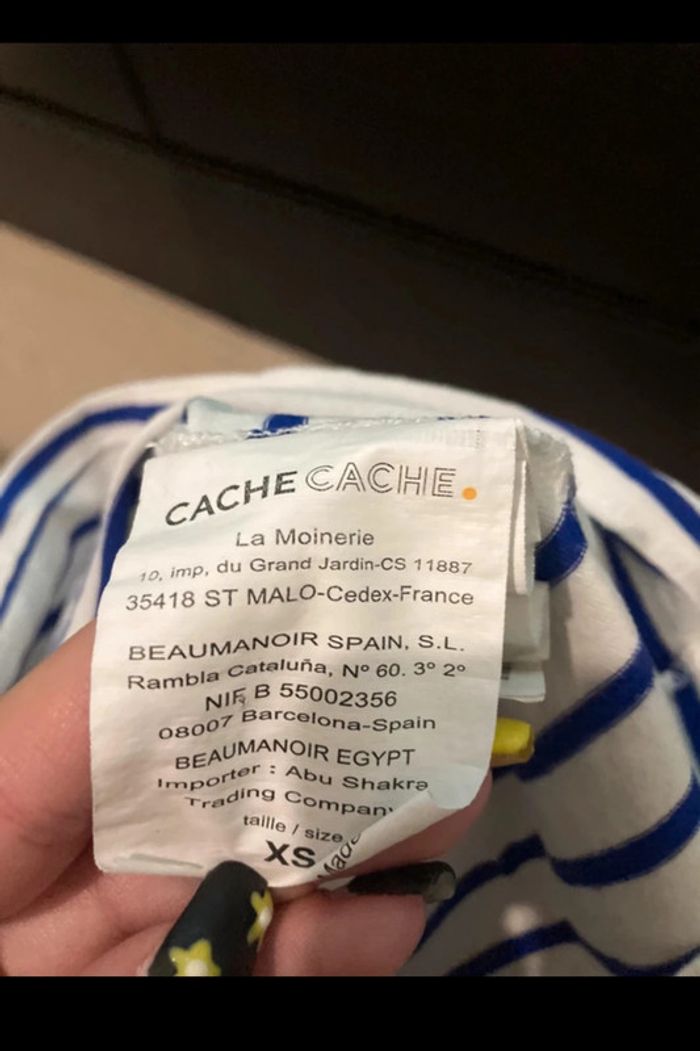 CACHE CACHE.
La Moinerie
10, imp, du Grand Jardin-CS 11887
35418 ST MALO-Cedex-France
BEAUMANOIR SPAIN, S.L.
Rambla Cataluña, Nº 60. 3º 2º
NIF B 55002356
08007 Barcelona-Spain
BEAUMANOIR EGYPT
Importer : Abu Shakra
Trading Company
taille / size
XS
Made